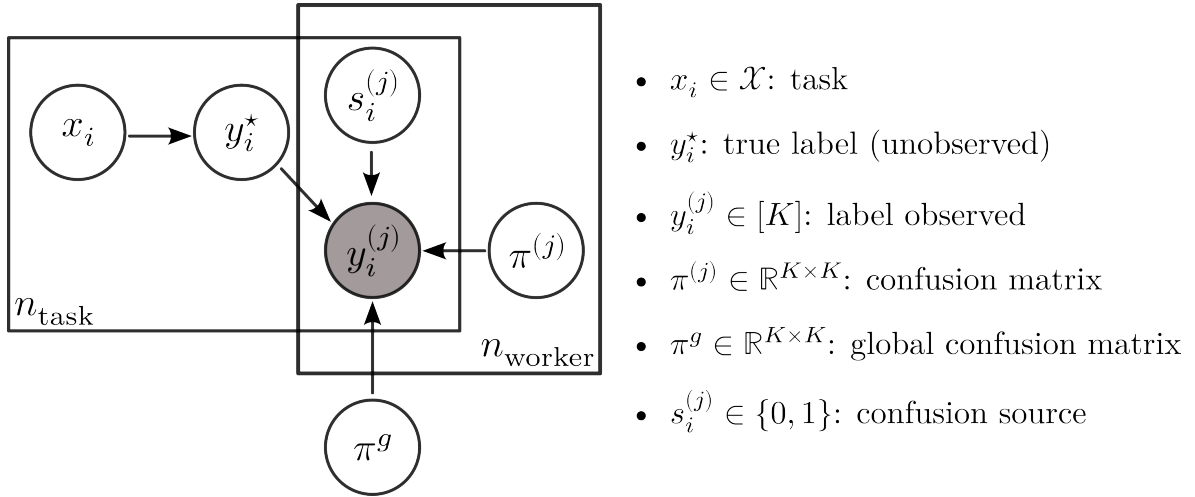 x_i
y_i^⋆
s_i^{(j)}
y_i^{(j)}
π^{(j)}
n_task
n_worker
π^g
• x_i ∈ 𝒳: task
• y_i^⋆: true label (unobserved)
• y_i^{(j)} ∈ [K]: label observed
• π^{(j)} ∈ ℝ^{K×K}: confusion matrix
• π^g ∈ ℝ^{K×K}: global confusion matrix
• s_i^{(j)} ∈ {0, 1}: confusion source